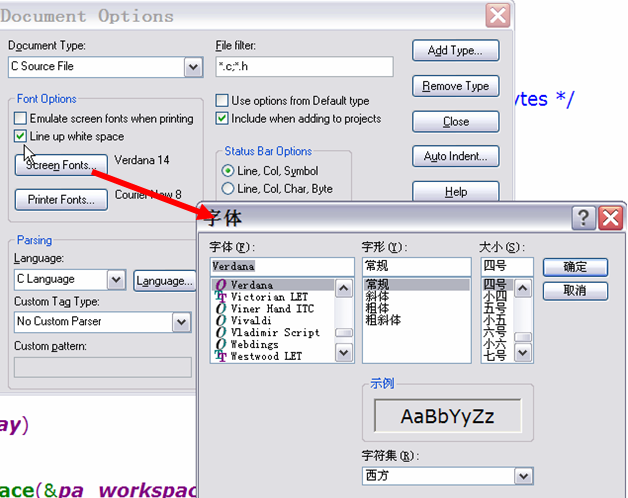 Document Options
Document Type:
C Source File
File filter:
*.c;*.h
Add Type...
Remove Type
Close
Auto Indent...
Help
Font Options
Emulate screen fonts when printing
Line up white space
Screen Fonts...
Verdana 14
Printer Fonts...
Courier New 8
Use options from Default type
Include when adding to projects
Status Bar Options
Line, Col, Symbol
Line, Col, Char, Byte
Parsing
Language:
C Language
Language...
Custom Tag Type:
No Custom Parser
Custom pattern:
ytes */
字体
字体(F):
Verdana
Verdana
Victorian LET
Viner Hand ITC
Vivaldi
Vladimir Script
Webdings
Westwood LET
字形(Y):
常规
常规
斜体
粗体
粗斜体
大小(S):
四号
四号
小四
五号
小五
六号
小六
七号
确定
取消
示例
AaBbYyZz
字符集(R):
西方
ay)
ace(&pa_workspac